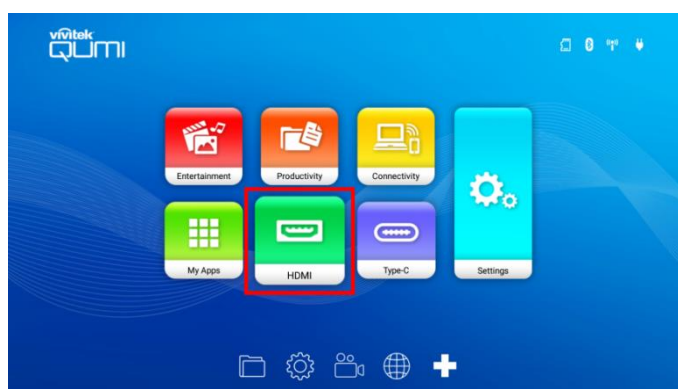 vivitek
QUMI
Entertainment
Productivity
Connectivity
My Apps
HDMI
Type-C
Settings